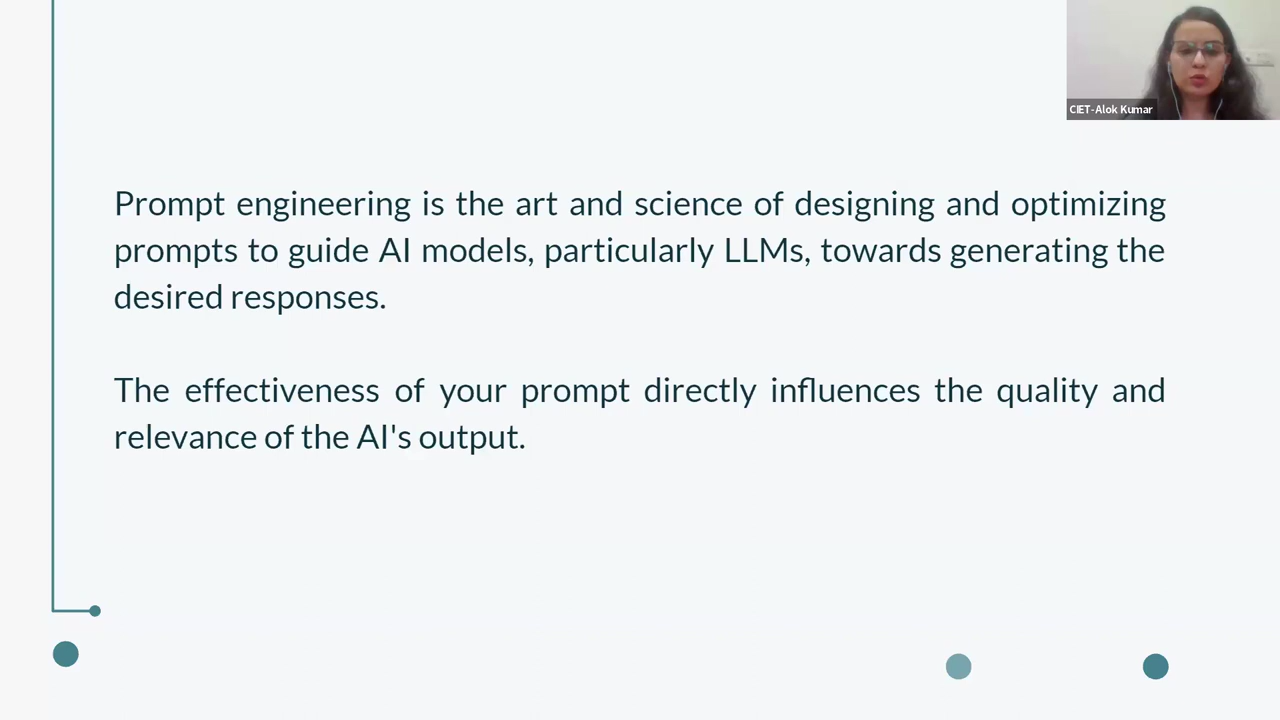 CIET-Alok Kumar
Prompt engineering is the art and science of designing and optimizing
prompts to guide AI models, particularly LLMs, towards generating the
desired responses.
The effectiveness of your prompt directly influences the quality and
relevance of the AI's output.